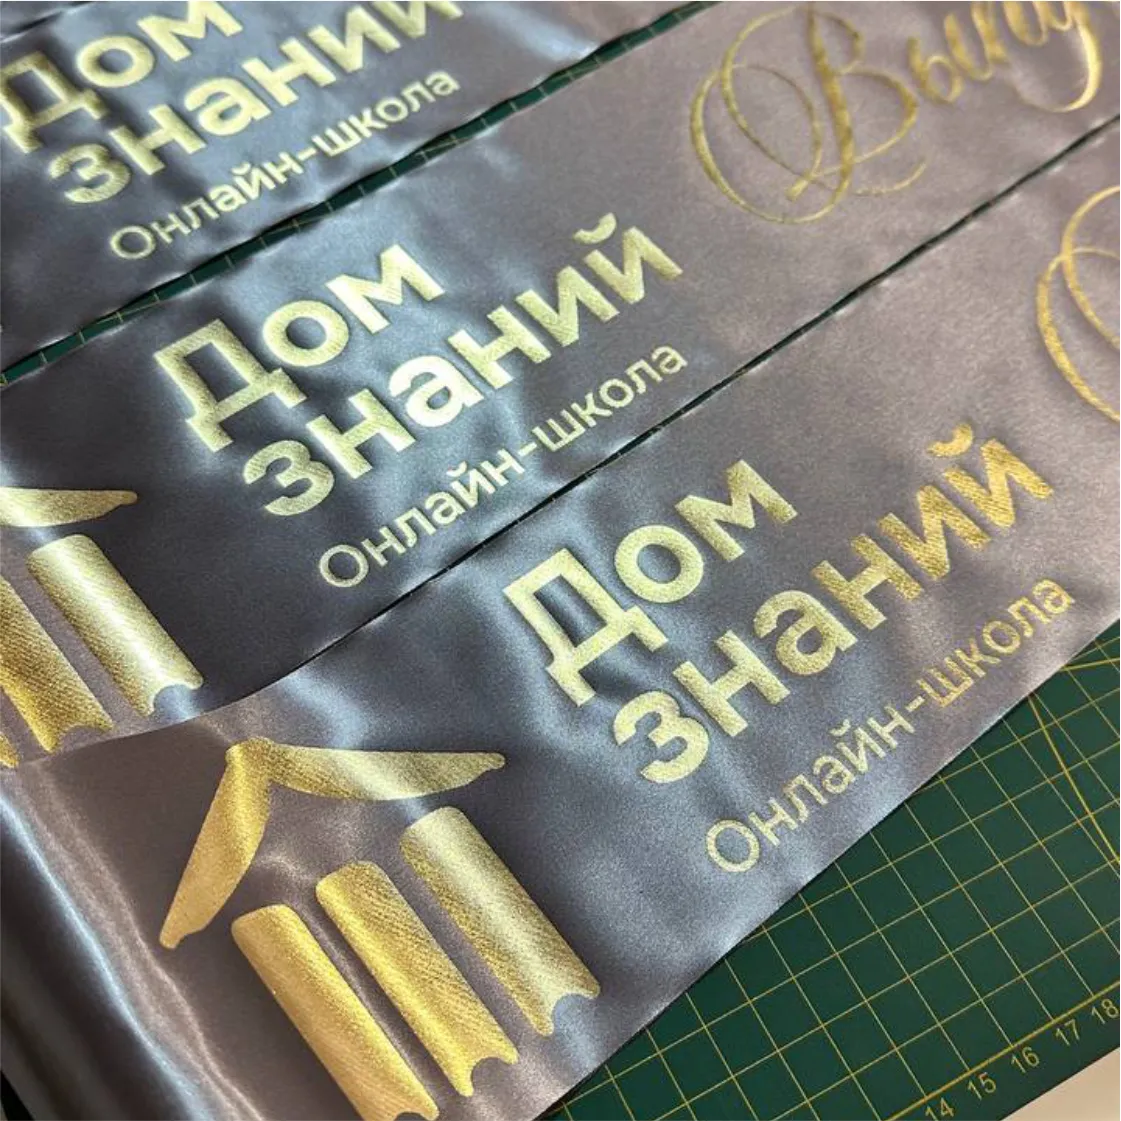 Дом
знаний
Онлайн-школа
Дом
знаний
Онлайн-школа
Дом
знаний
Онлайн-школа
14 15 16 17 18